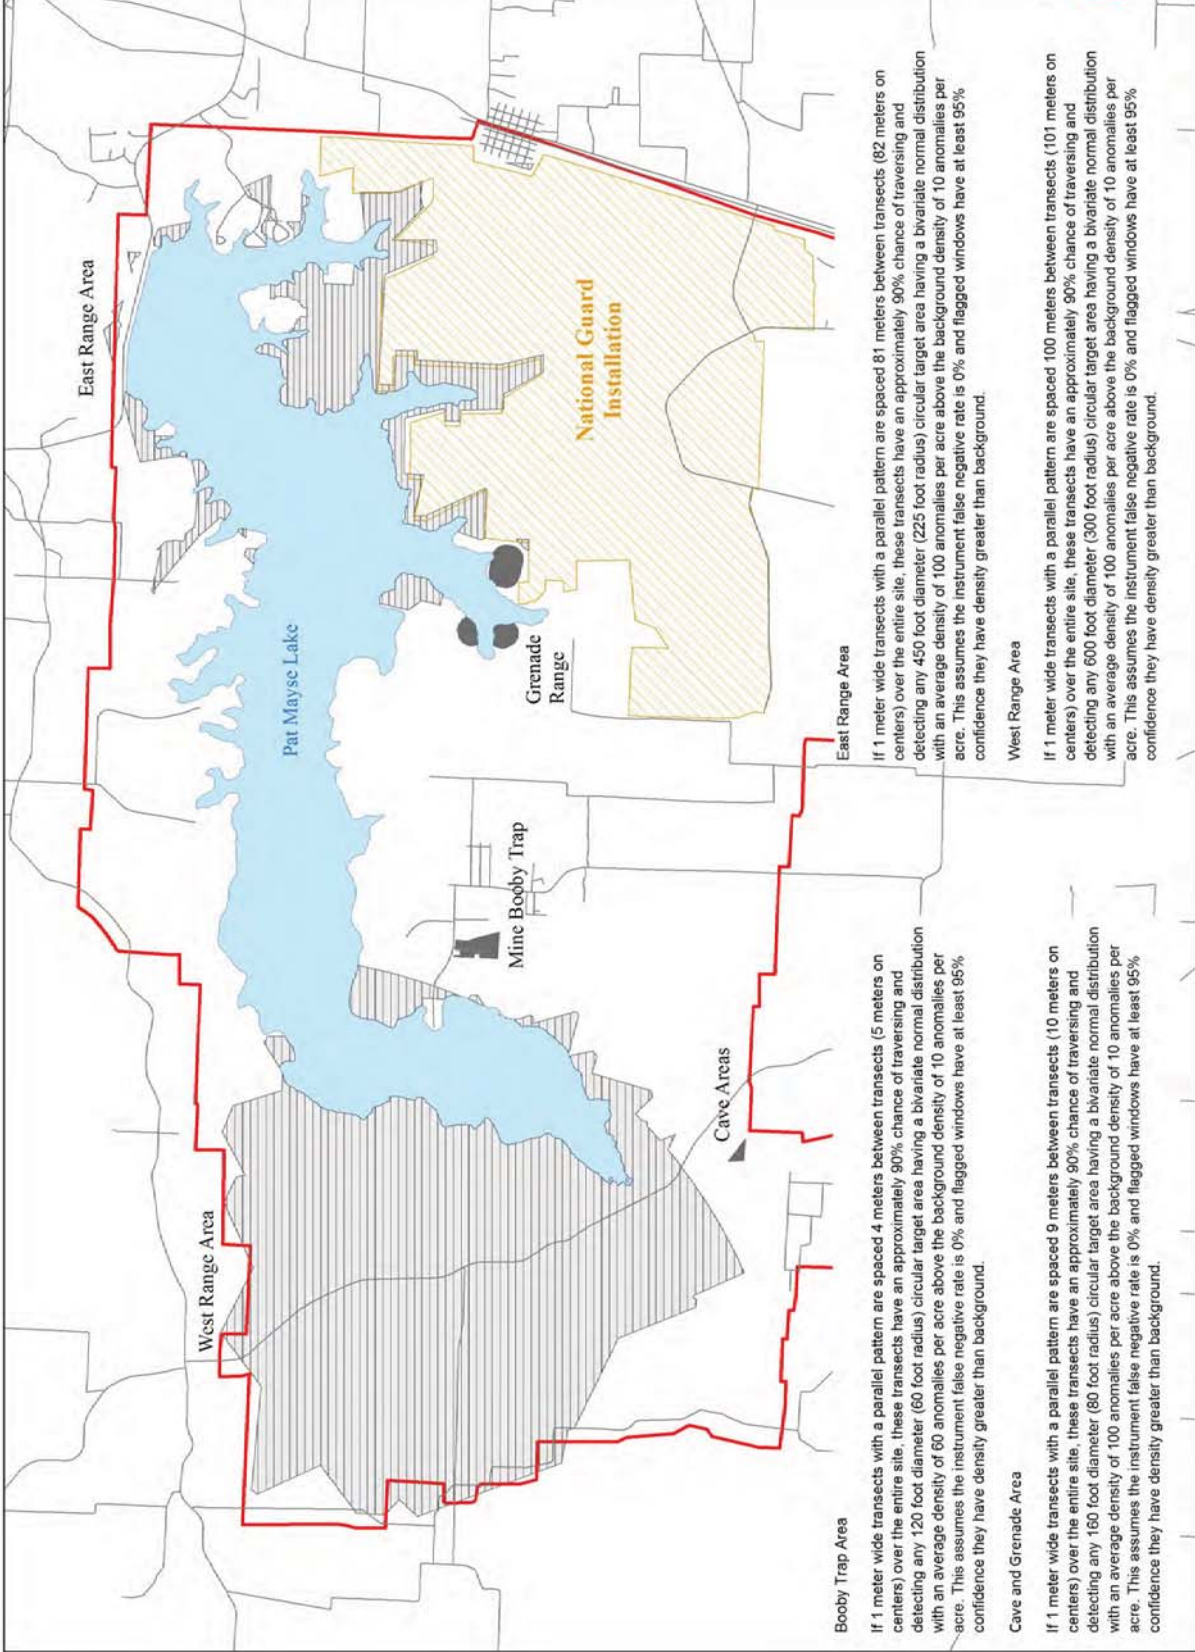 East Range Area
West Range Area
Pat Mayse Lake
National Guard
Installation
Grenade
Range
Mine Booby Trap
Cave Areas
Booby Trap Area
If 1 meter wide transects with a parallel pattern are spaced 4 meters between transects (5 meters on
centers) over the entire site, these transects have an approximately 90% chance of traversing and
detecting any 120 foot diameter (60 foot radius) circular target area having a bivariate normal distribution
with an average density of 60 anomalies per acre above the background density of 10 anomalies per
acre. This assumes the instrument false negative rate is 0% and flagged windows have at least 95%
confidence they have density greater than background.
Cave and Grenade Area
If 1 meter wide transects with a parallel pattern are spaced 9 meters between transects (10 meters on
centers) over the entire site, these transects have an approximately 90% chance of traversing and
detecting any 160 foot diameter (80 foot radius) circular target area having a bivariate normal distribution
with an average density of 100 anomalies per acre above the background density of 10 anomalies per
acre. This assumes the instrument false negative rate is 0% and flagged windows have at least 95%
confidence they have density greater than background.
East Range Area
If 1 meter wide transects with a parallel pattern are spaced 81 meters between transects (82 meters on
centers) over the entire site, these transects have an approximately 90% chance of traversing and
detecting any 450 foot diameter (225 foot radius) circular target area having a bivariate normal distribution
with an average density of 100 anomalies per acre above the background density of 10 anomalies per
acre. This assumes the instrument false negative rate is 0% and flagged windows have at least 95%
confidence they have density greater than background.
West Range Area
If 1 meter wide transects with a parallel pattern are spaced 100 meters between transects (101 meters on
centers) over the entire site, these transects have an approximately 90% chance of traversing and
detecting any 600 foot diameter (300 foot radius) circular target area having a bivariate normal distribution
with an average density of 100 anomalies per acre above the background density of 10 anomalies per
acre. This assumes the instrument false negative rate is 0% and flagged windows have at least 95%
confidence they have density greater than background.